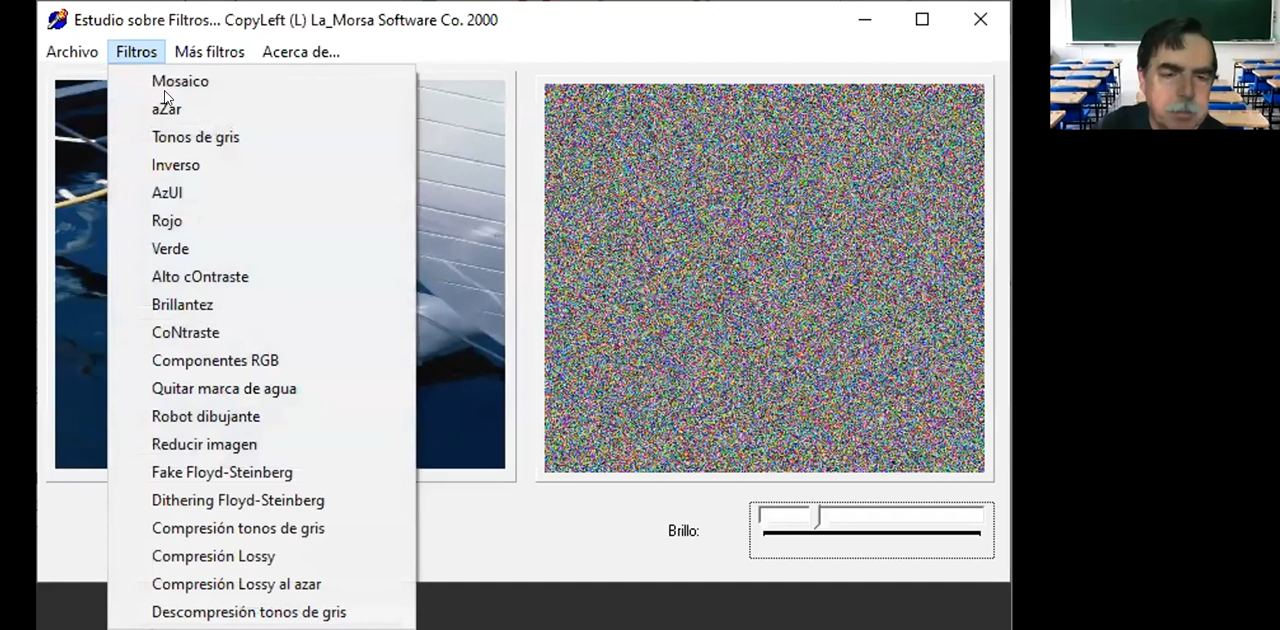 Estudio sobre Filtros... CopyLeft (L) La_Morsa Software Co. 2000
Archivo Filtros Más filtros Acerca de...
Mosaico
aZar
Tonos de gris
Inverso
AzUl
Rojo
Verde
Alto cOntraste
Brillantez
CoNtraste
Componentes RGB
Quitar marca de agua
Robot dibujante
Reducir imagen
Fake Floyd-Steinberg
Dithering Floyd-Steinberg
Compresión tonos de gris
Compresión Lossy
Compresión Lossy al azar
Descompresión tonos de gris
Brillo: